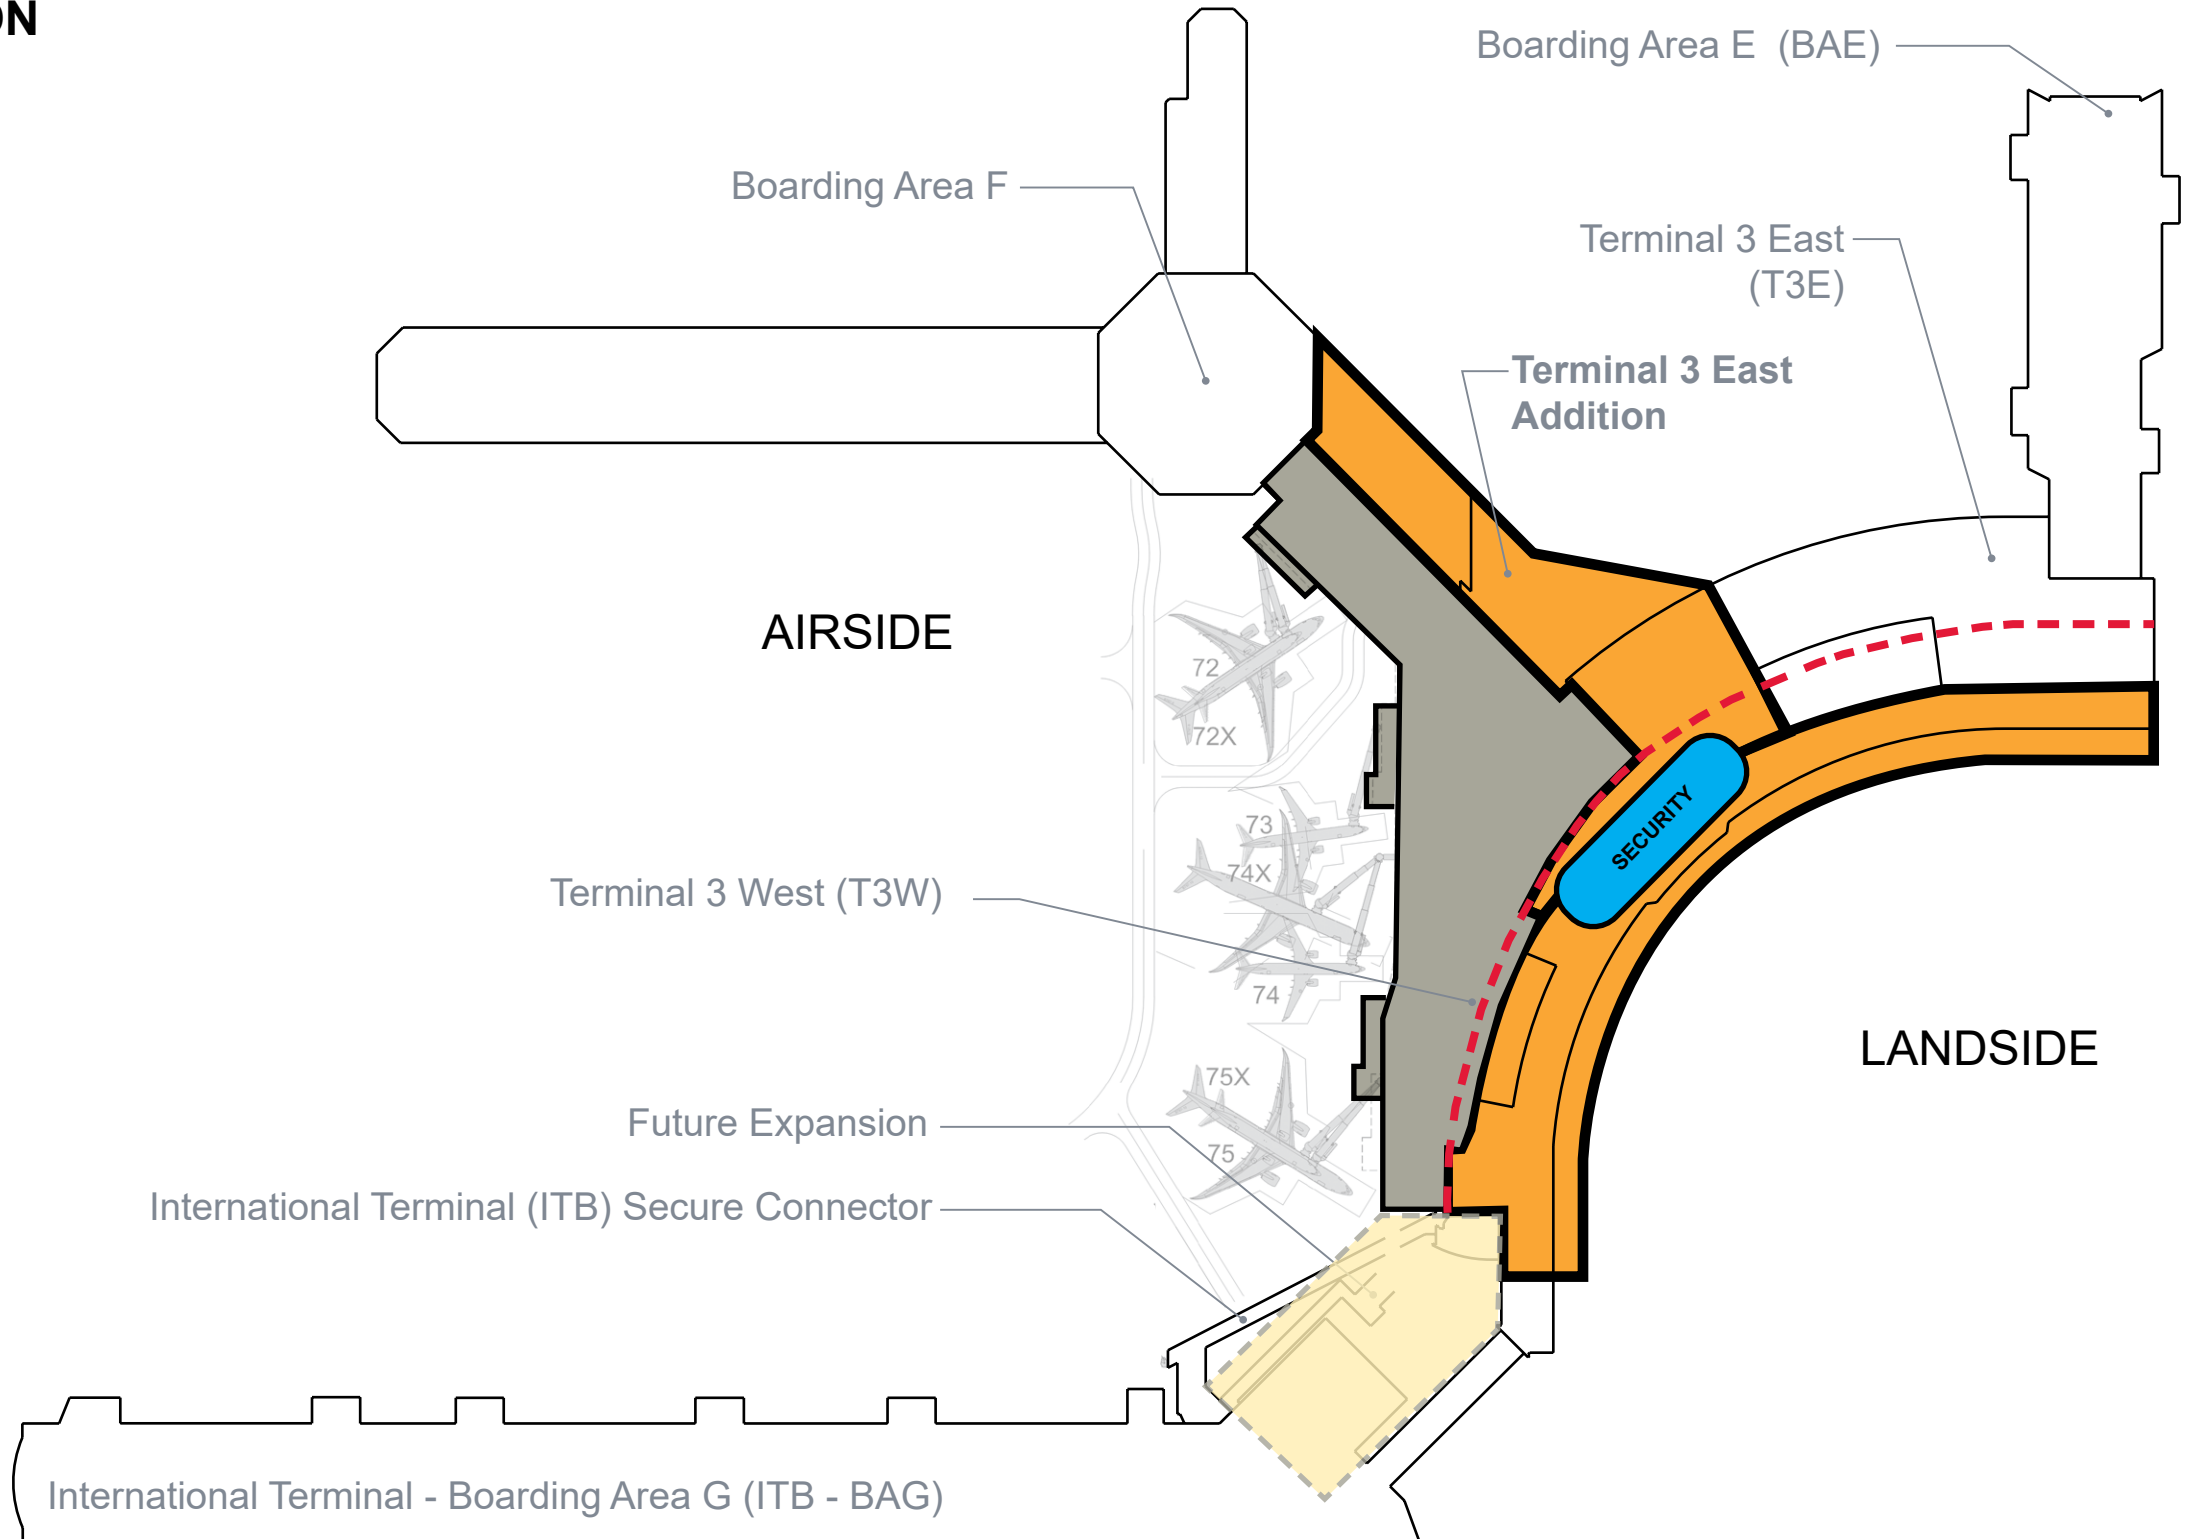 ON
Boarding Area E (BAE)
Boarding Area F
Terminal 3 East
(T3E)
Terminal 3 East
Addition
AIRSIDE
72
72X
SECURITY
73
74X
Terminal 3 West (T3W)
74
LANDSIDE
75X
Future Expansion
75
International Terminal (ITB) Secure Connector
International Terminal - Boarding Area G (ITB - BAG)